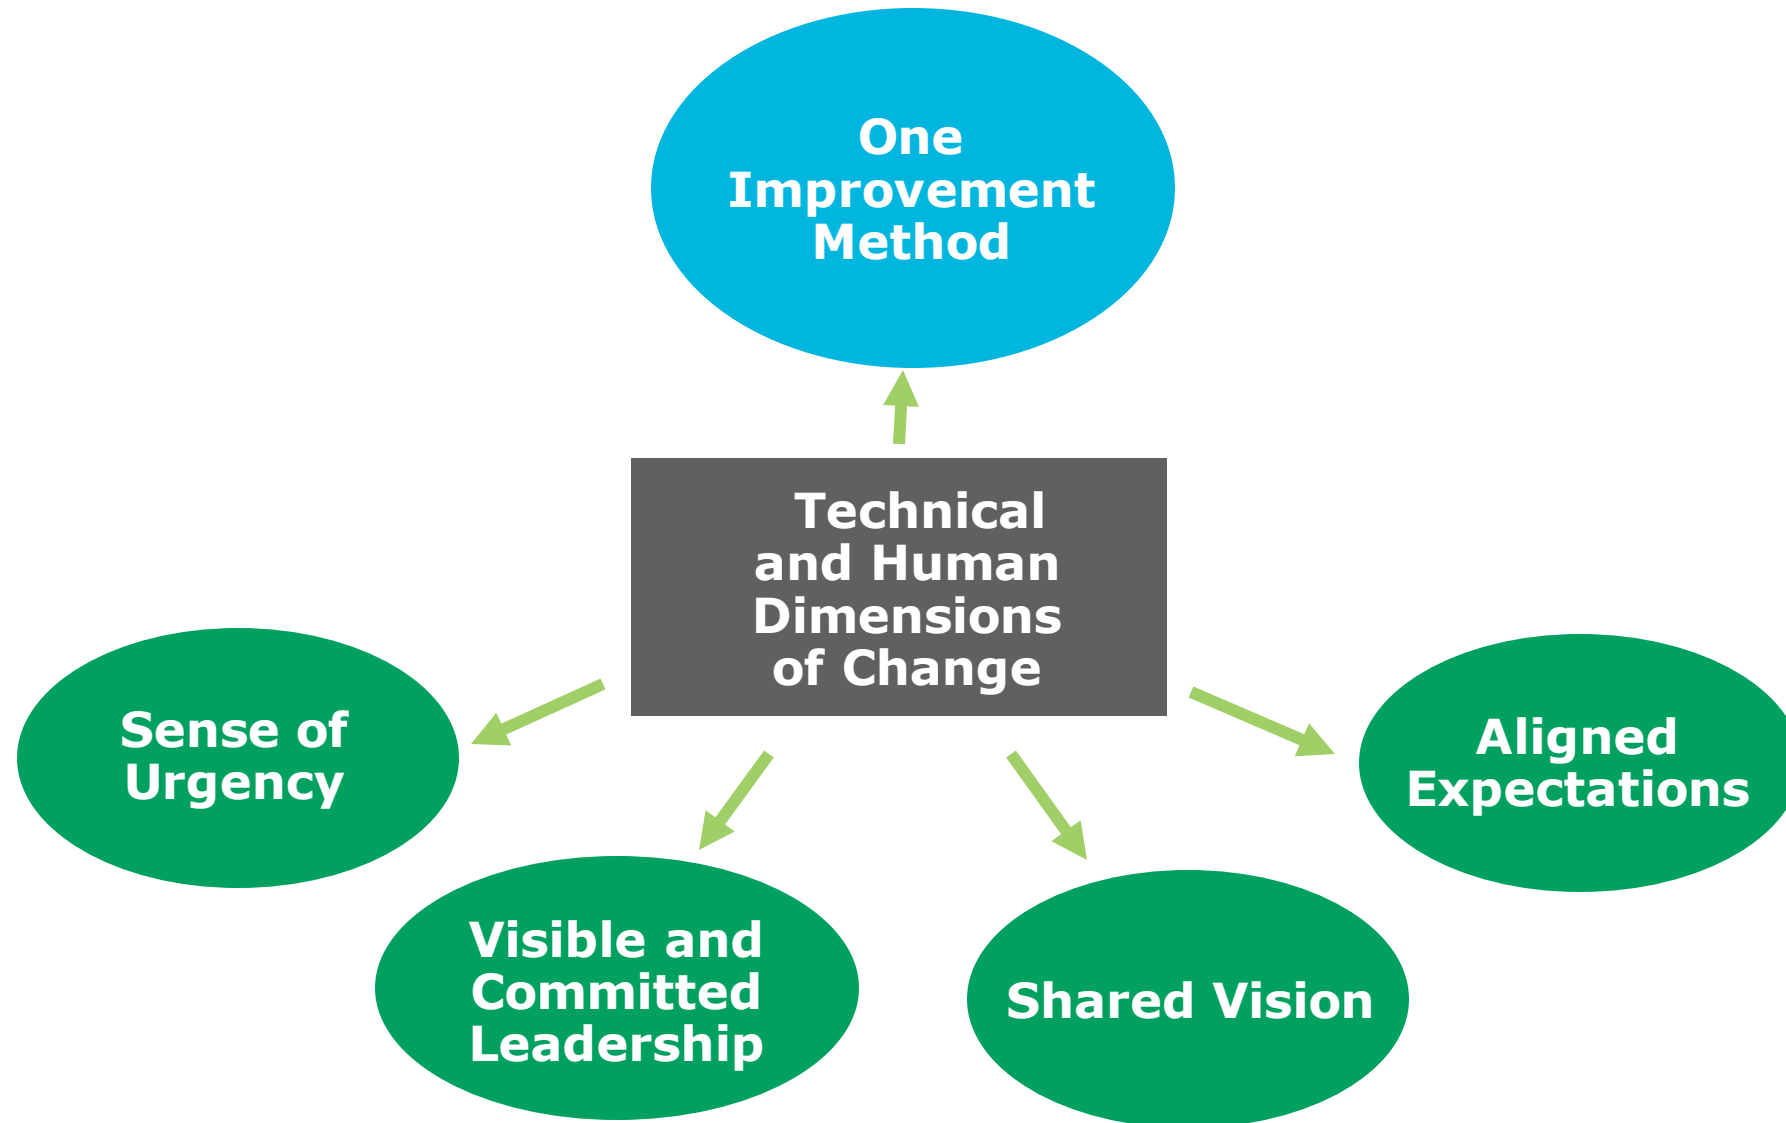 One
Improvement
Method
Technical
and Human
Dimensions
of Change
Sense of
Urgency
Aligned
Expectations
Visible and
Committed
Leadership
Shared Vision